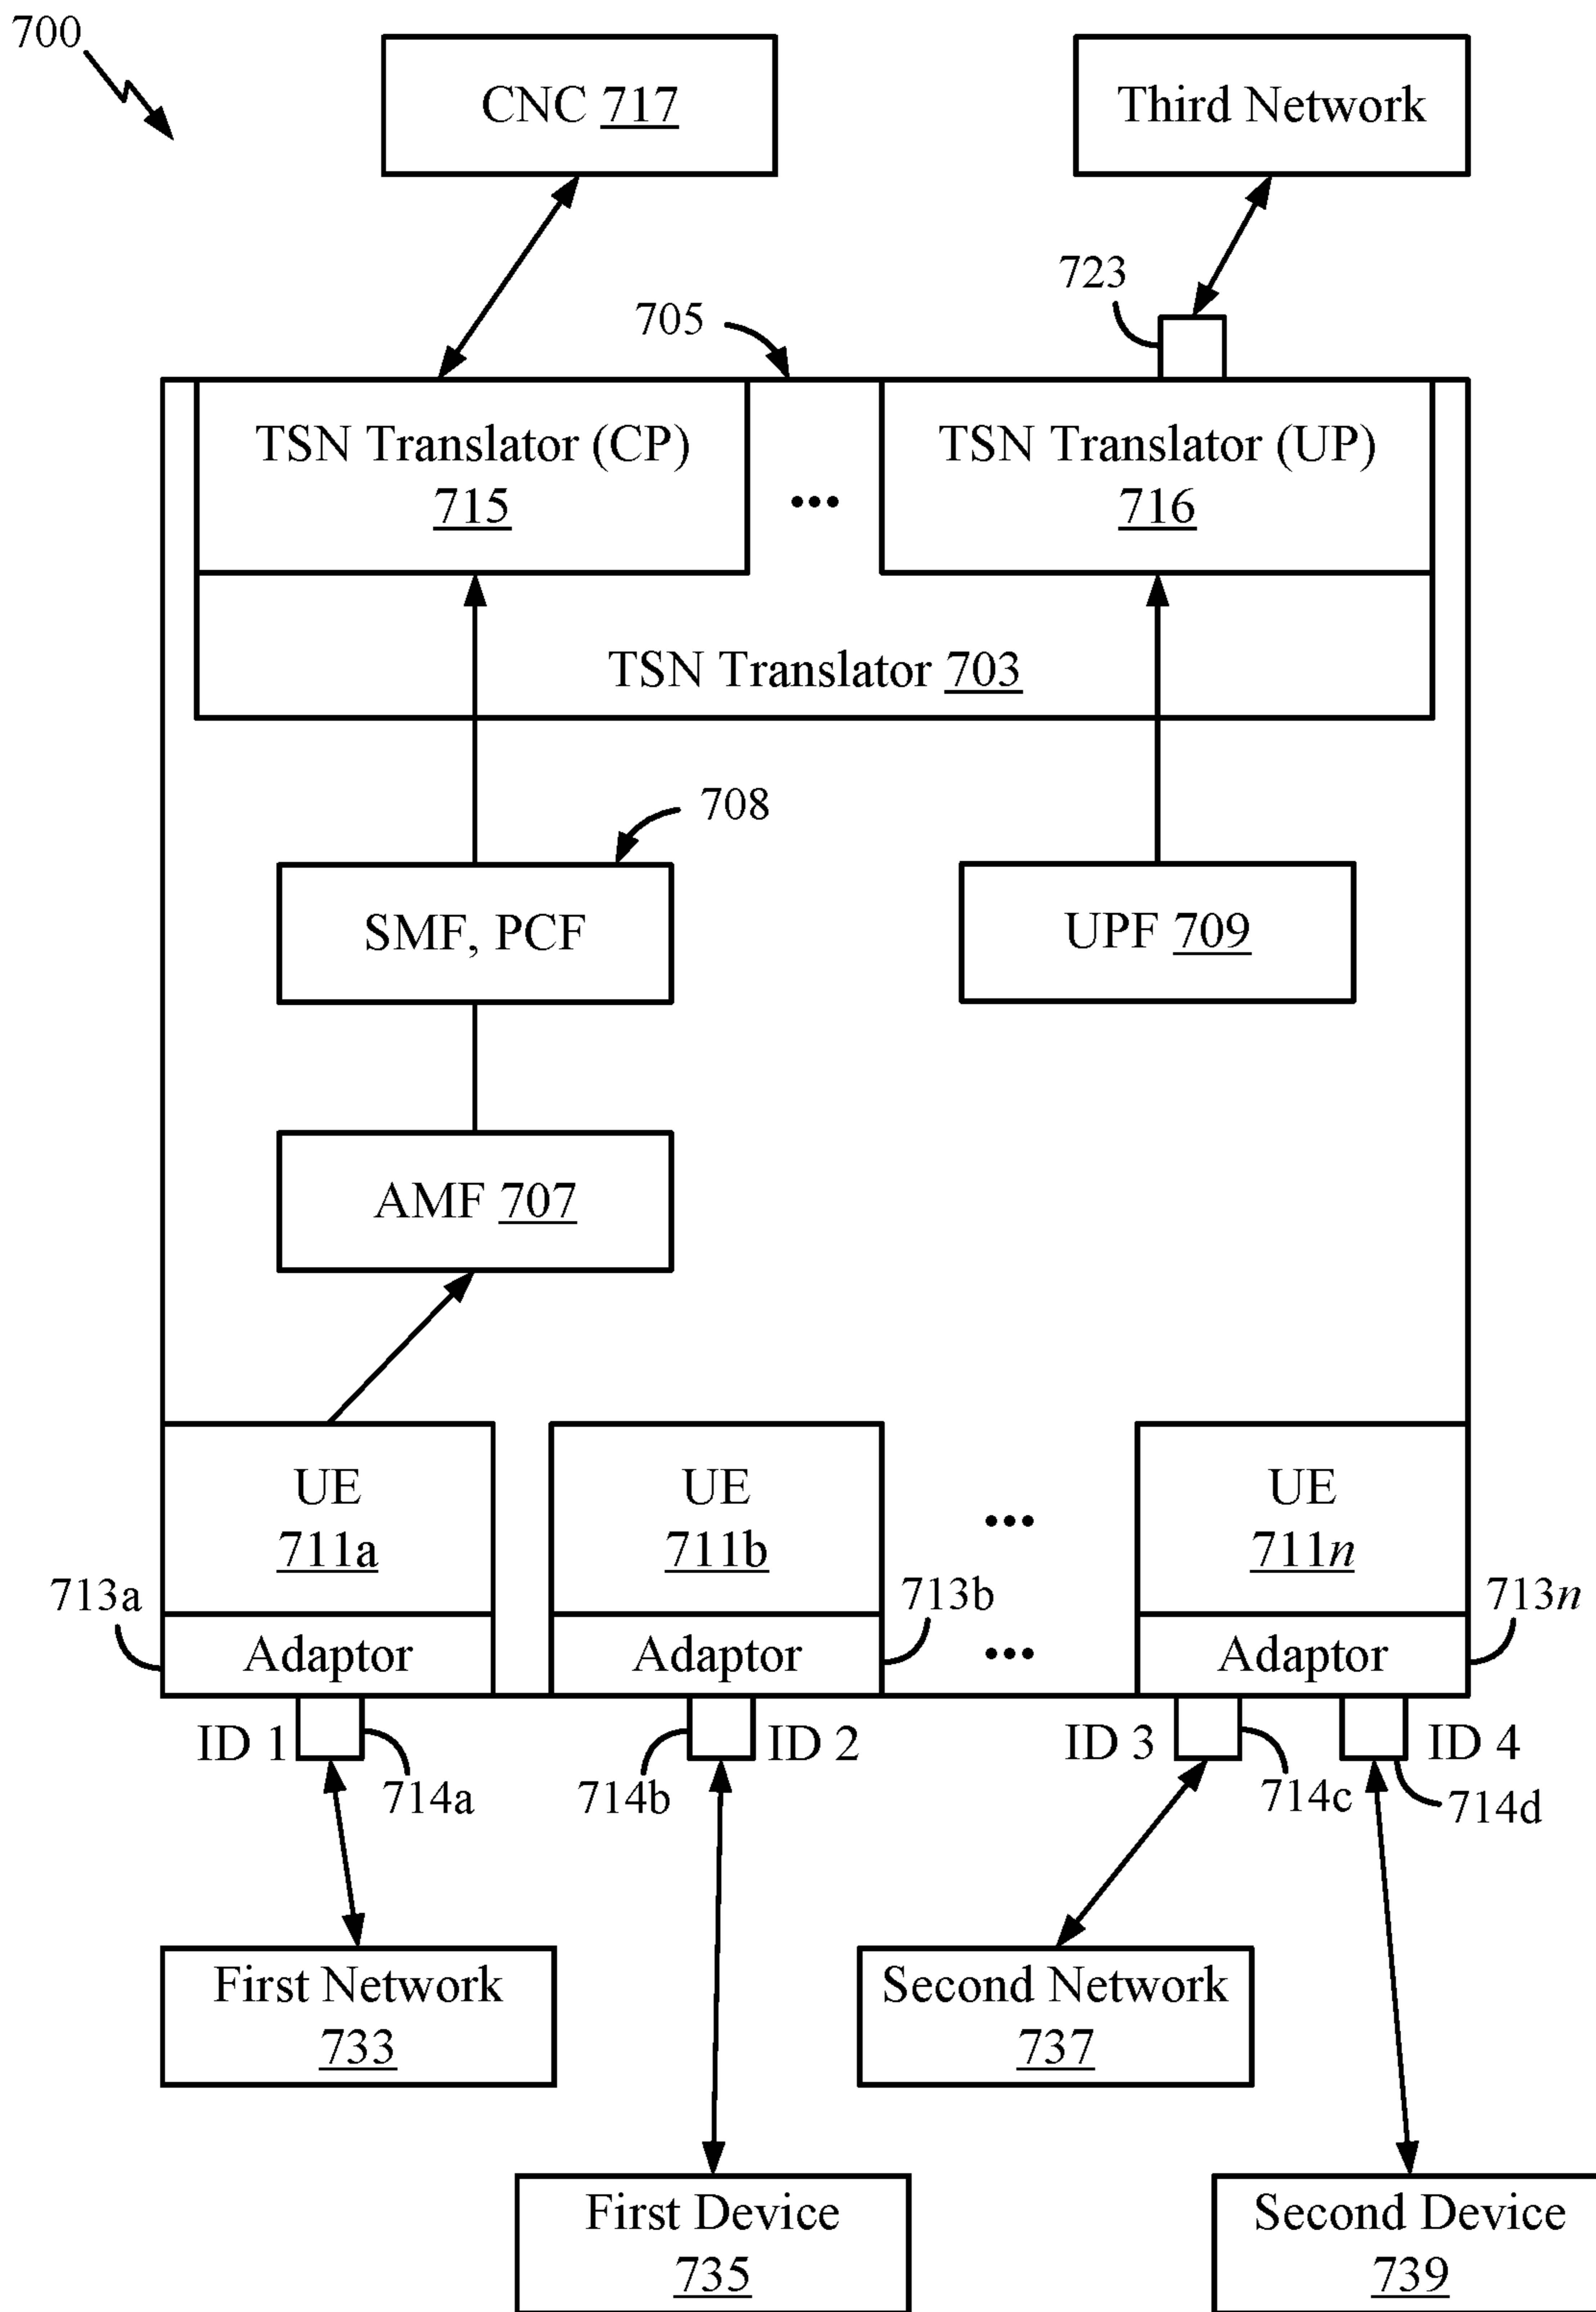 700
CNC 717
Third Network
723
705
TSN Translator (CP)
715
...
TSN Translator (UP)
716
TSN Translator 703
708
SMF, PCF
UPF 709
AMF 707
UE
711a
UE
711b
...
UE
711n
713a
Adaptor
Adaptor
713b
...
Adaptor
713n
ID 1
714a
714b
ID 2
ID 3
714c
ID 4
714d
First Network
733
Second Network
737
First Device
735
Second Device
739